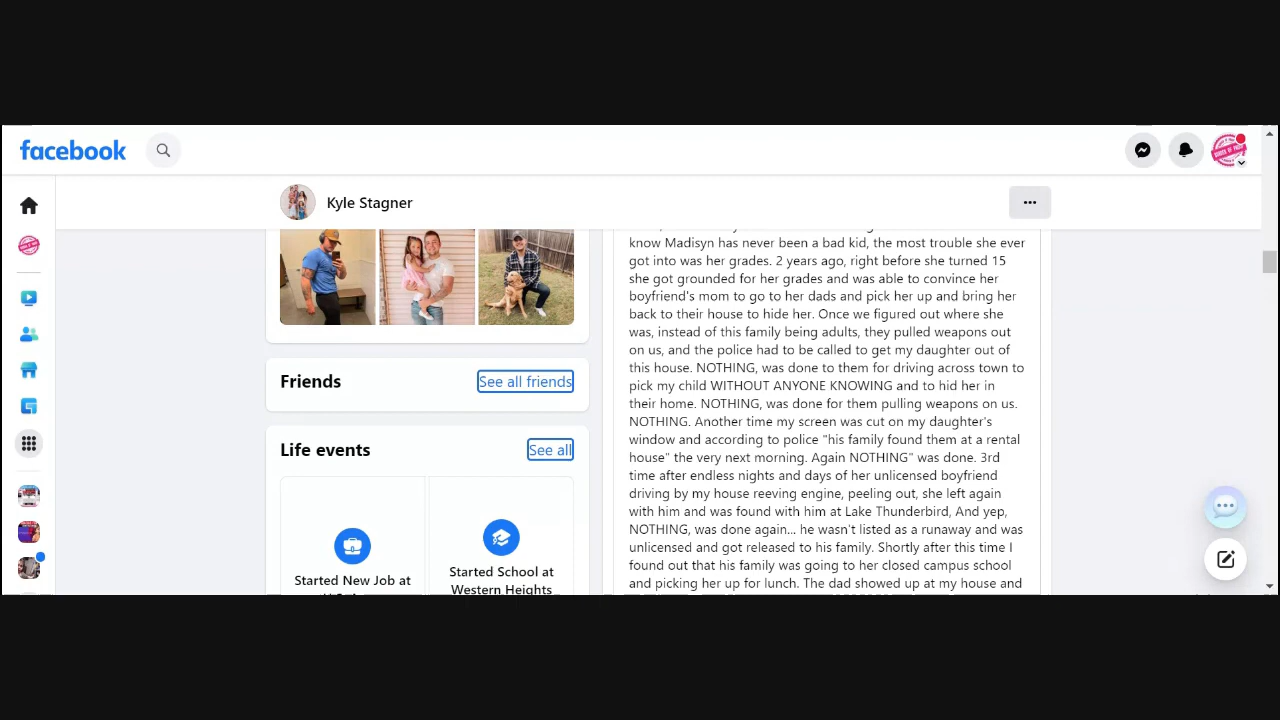 facebook
Kyle Stagner
know Madisyn has never been a bad kid, the most trouble she ever
got into was her grades. 2 years ago, right before she turned 15
she got grounded for her grades and was able to convince her
boyfriend's mom to go to her dads and pick her up and bring her
back to their house to hide her. Once we figured out where she
was, instead of this family being adults, they pulled weapons out
on us, and the police had to be called to get my daughter out of
this house. NOTHING, was done to them for driving across town to
pick my child WITHOUT ANYONE KNOWING and to hid her in
their home. NOTHING, was done for them pulling weapons on us.
NOTHING. Another time my screen was cut on my daughter's
window and according to police "his family found them at a rental
house" the very next morning. Again NOTHING" was done. 3rd
time after endless nights and days of her unlicensed boyfriend
driving by my house reeving engine, peeling out, she left again
with him and was found with him at Lake Thunderbird, And yep,
NOTHING, was done again... he wasn't listed as a runaway and was
unlicensed and got released to his family. Shortly after this time I
found out that his family was going to her closed campus school
and picking her up for lunch. The dad showed up at my house and
Friends
See all friends
Life events
See all
Started New Job at
Started School at
Western Heights